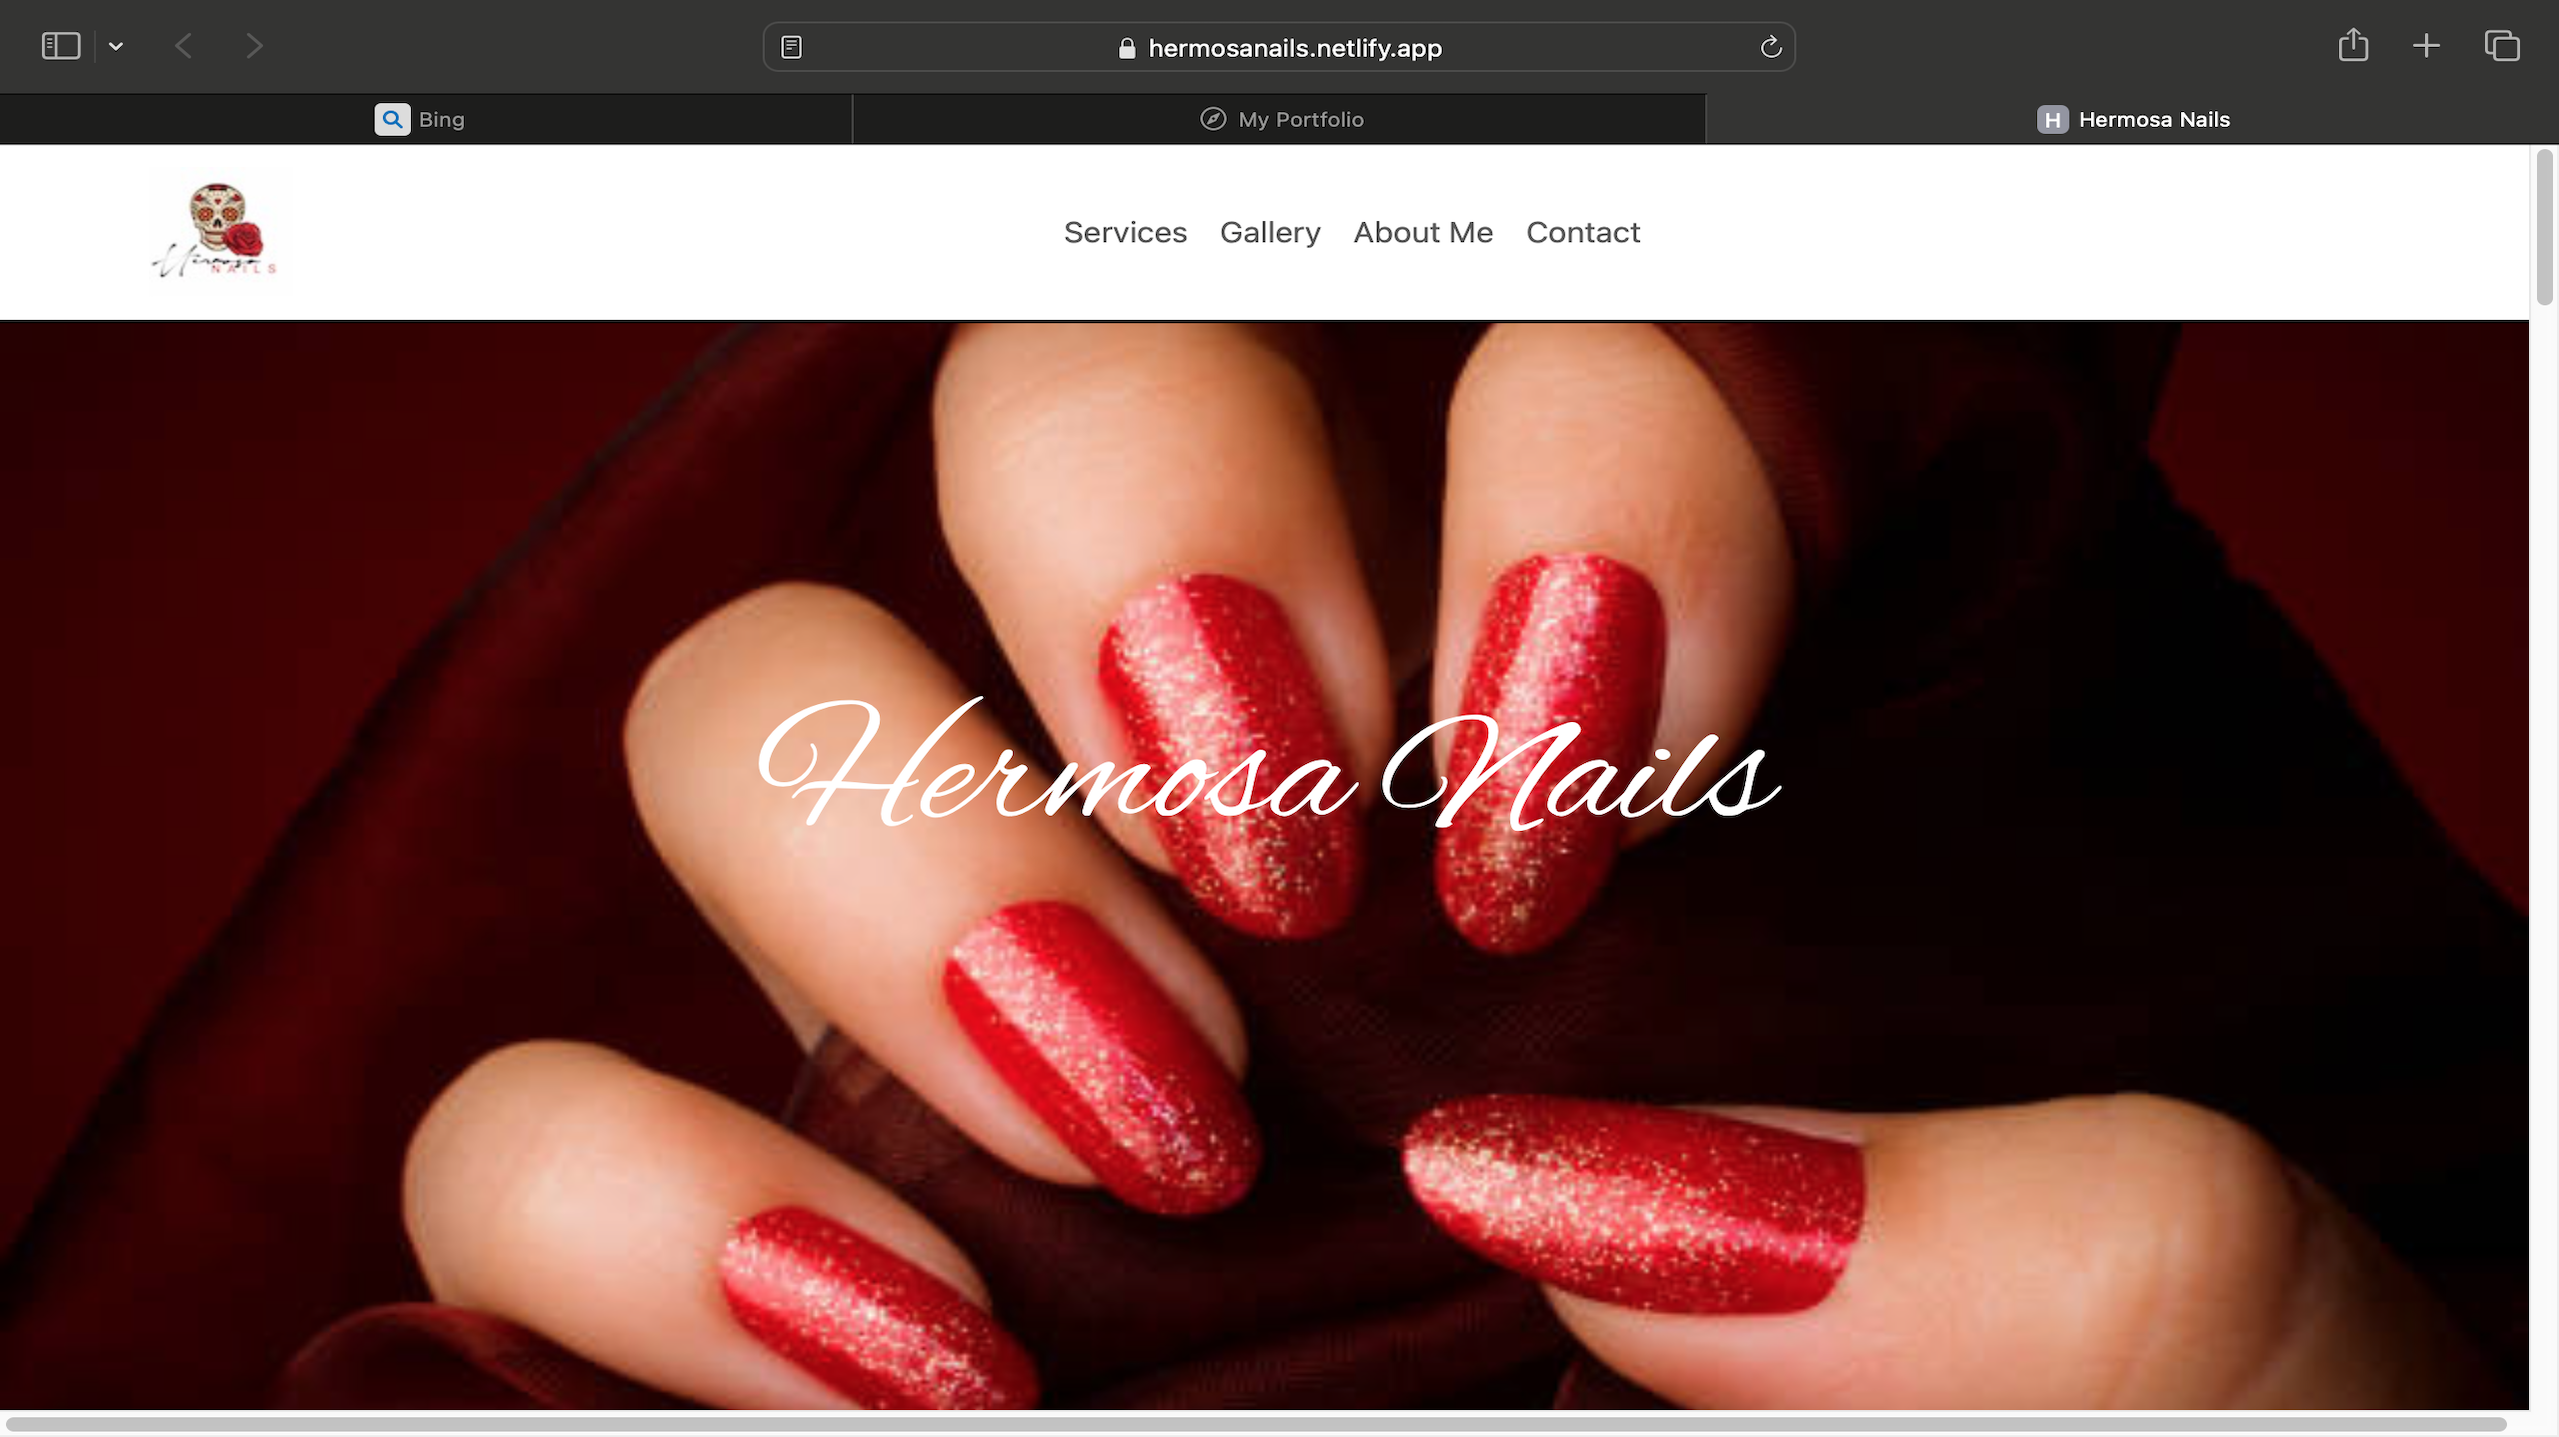 hermosanails.netlify.app
Bing
My Portfolio
H Hermosa Nails
Hermosa NAILS
Services Gallery About Me Contact
Hermosa Nails